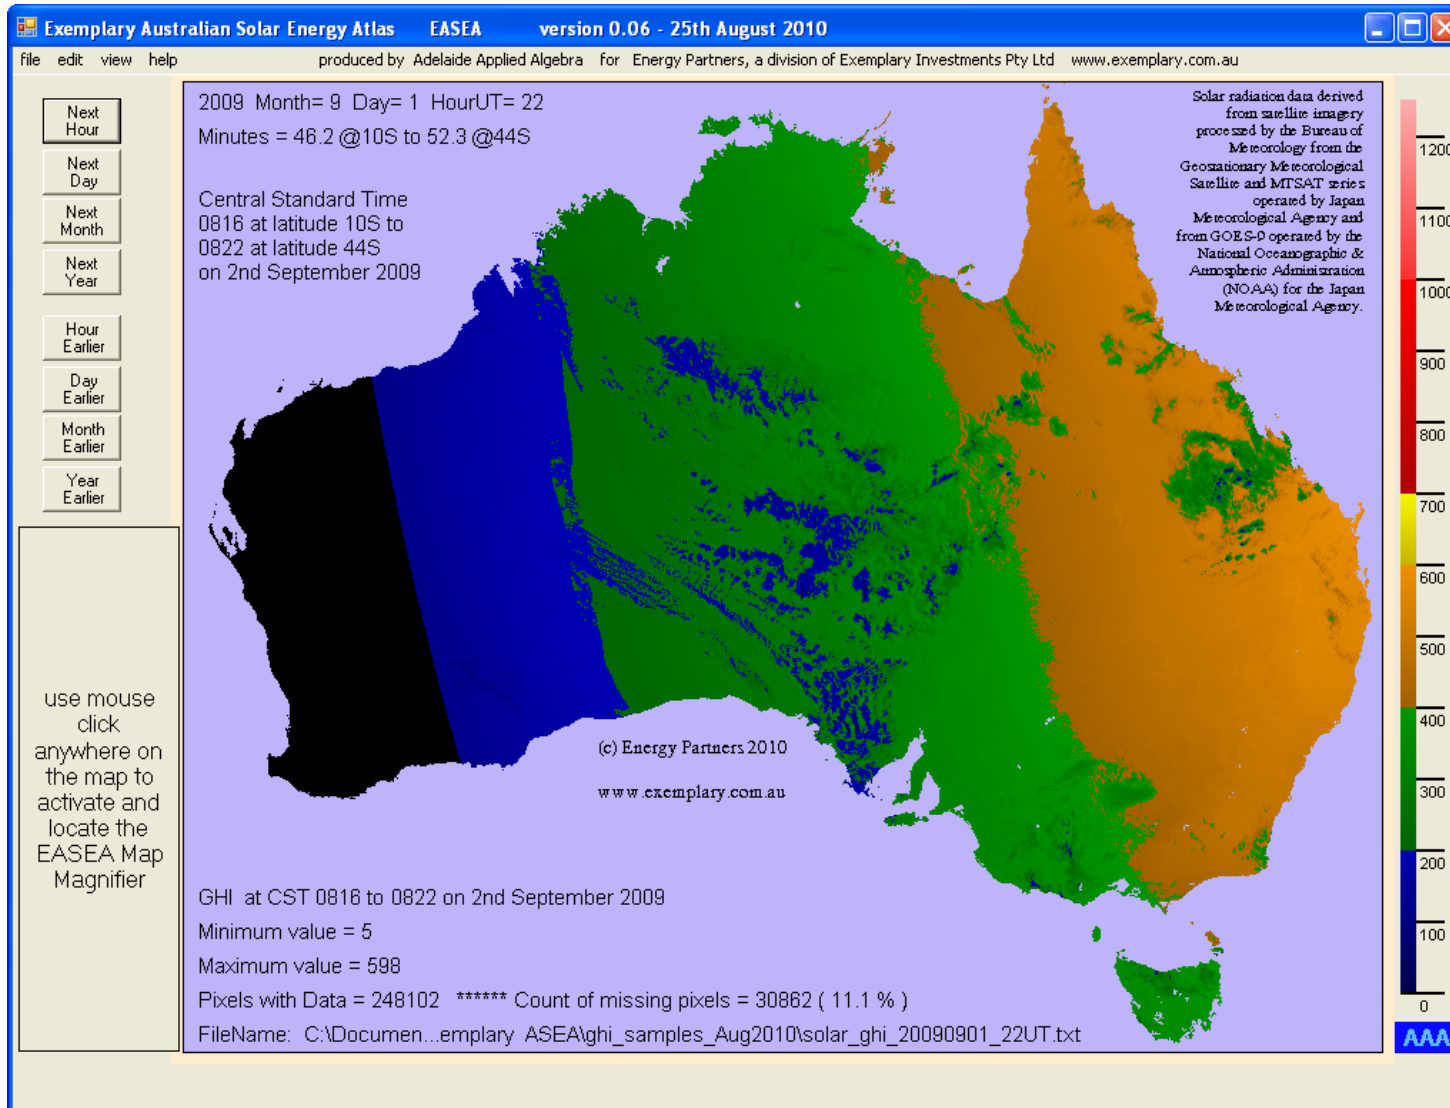 Exemplary Australian Solar Energy Atlas EASEA version 0.06 - 25th August 2010
file edit view help produced by Adelaide Applied Algebra for Energy Partners, a division of Exemplary Investments Pty Ltd www.exemplary.com.au
Next
Hour
Next
Day
Next
Month
Next
Year
Hour
Earlier
Day
Earlier
Month
Earlier
Year
Earlier
use mouse
click
anywhere on
the map to
activate and
locate the
EASEA Map
Magnifier
2009 Month= 9 Day= 1 HourUT= 22
Minutes = 46.2 @10S to 52.3 @44S
Central Standard Time
0816 at latitude 10S to
0822 at latitude 44S
on 2nd September 2009
Solar radiation data derived
from satellite imagery
processed by the Bureau of
Meteorology from the
Geostationary Meteorological
Satellite and MTSAT series
operated by Japan
Meteorological Agency and
from GOES-9 operated by the
National Oceanographic &
Atmospheric Administration
(NOAA) for the Japan
Meteorological Agency.
(c) Energy Partners 2010
www.exemplary.com.au
GHI at CST 0816 to 0822 on 2nd September 2009
Minimum value = 5
Maximum value = 598
Pixels with Data = 248102 ****** Count of missing pixels = 30862 ( 11.1 % )
FileName: C:\Documen...emplary ASEA\ghi_samples_Aug2010\solar_ghi_20090901_22UT.txt
1200
1100
1000
900
800
700
600
500
400
300
200
100
0
AAA